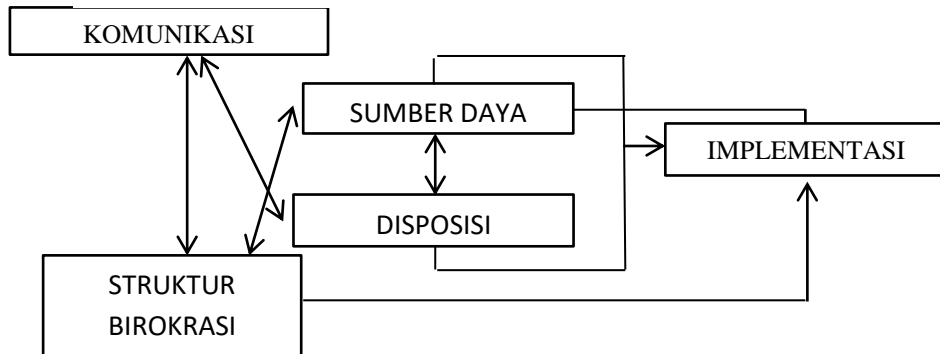 KOMUNIKASI
SUMBER DAYA
IMPLEMENTASI
DISPOSISI
STRUKTUR
BIROKRASI